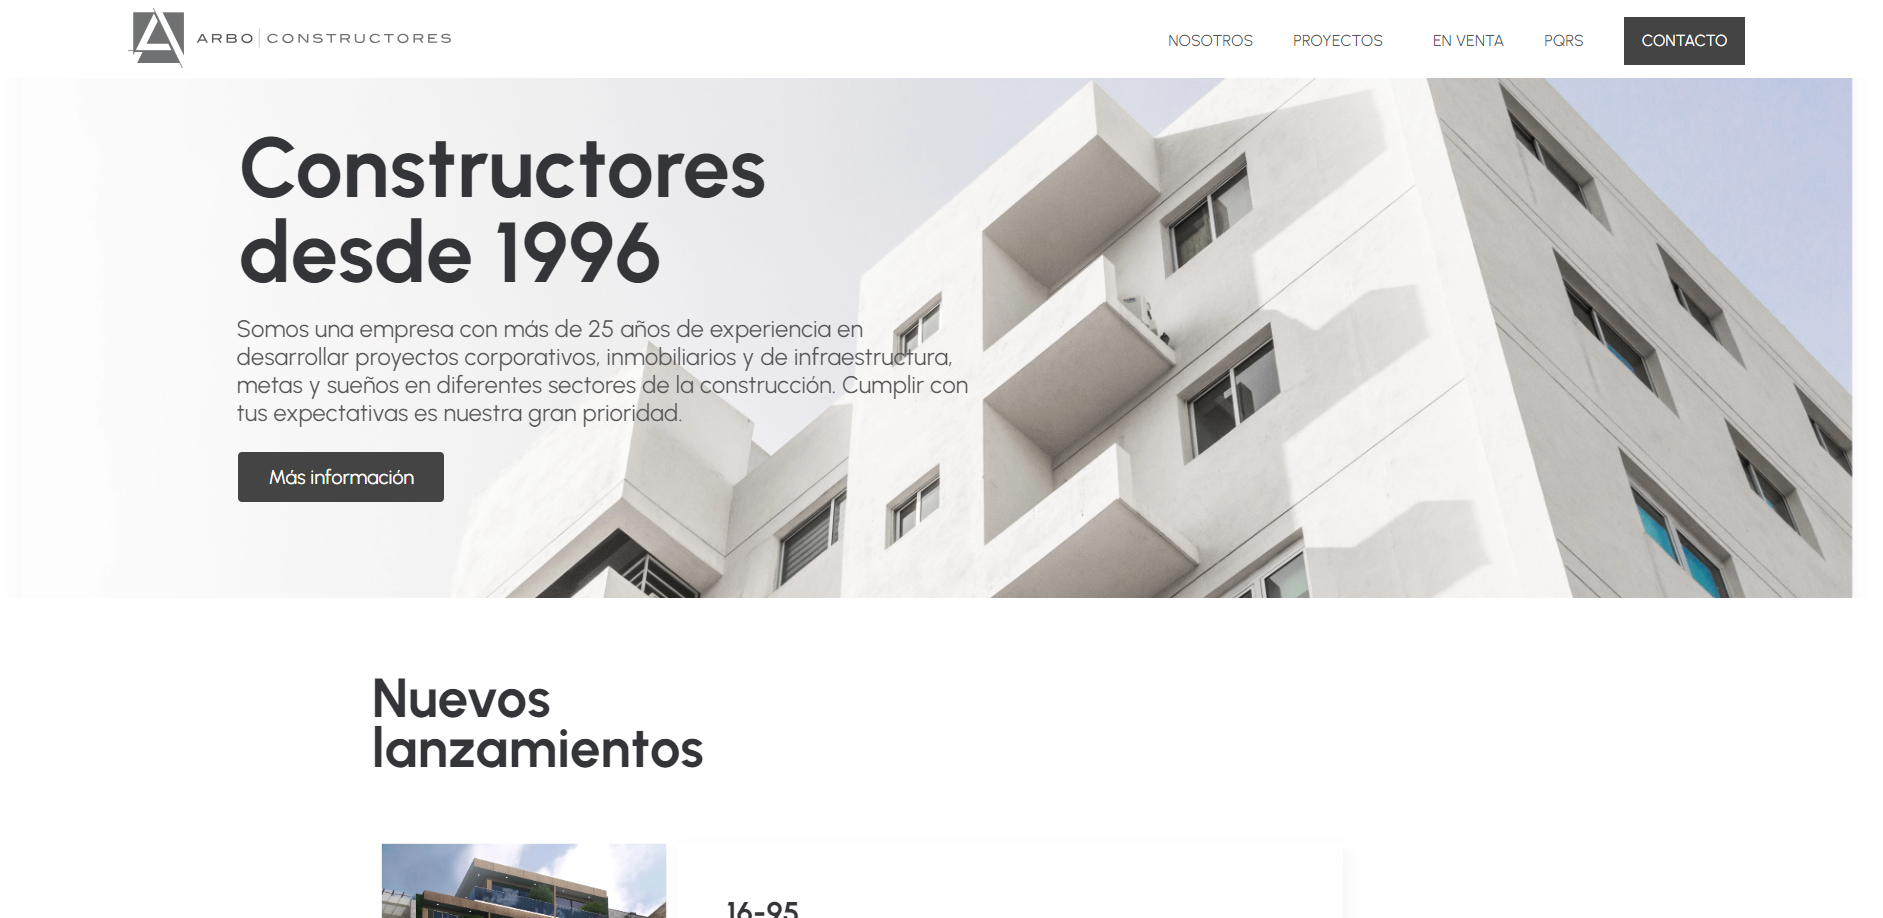 ARBO CONSTRUCTORES
NOSOTROS
PROYECTOS
EN VENTA
PQRS
CONTACTO
Constructores
desde 1996
Somos una empresa con más de 25 años de experiencia en
desarrollar proyectos corporativos, inmobiliarios y de infraestructura,
metas y sueños en diferentes sectores de la construcción. Cumplir con
tus expectativas es nuestra gran prioridad.
Más información
Nuevos
lanzamientos
16-95